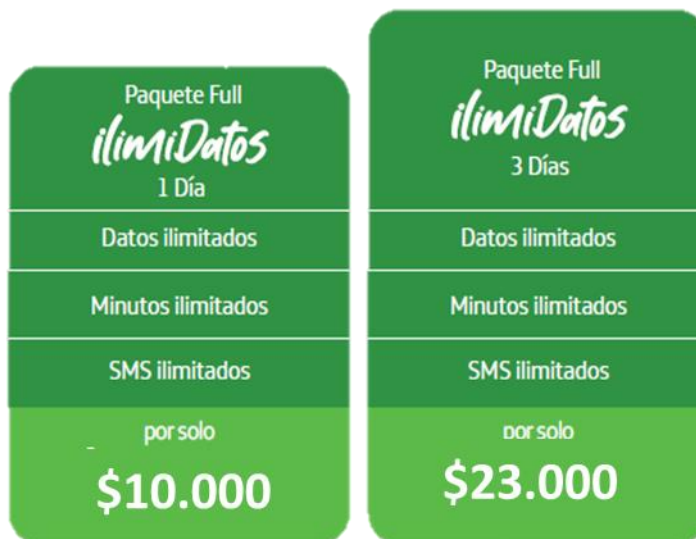 Paquete Full
ilimiDatos
1 Día
Datos ilimitados
Minutos ilimitados
SMS ilimitados
por solo
$10.000
Paquete Full
ilimiDatos
3 Días
Datos ilimitados
Minutos ilimitados
SMS ilimitados
por solo
$23.000